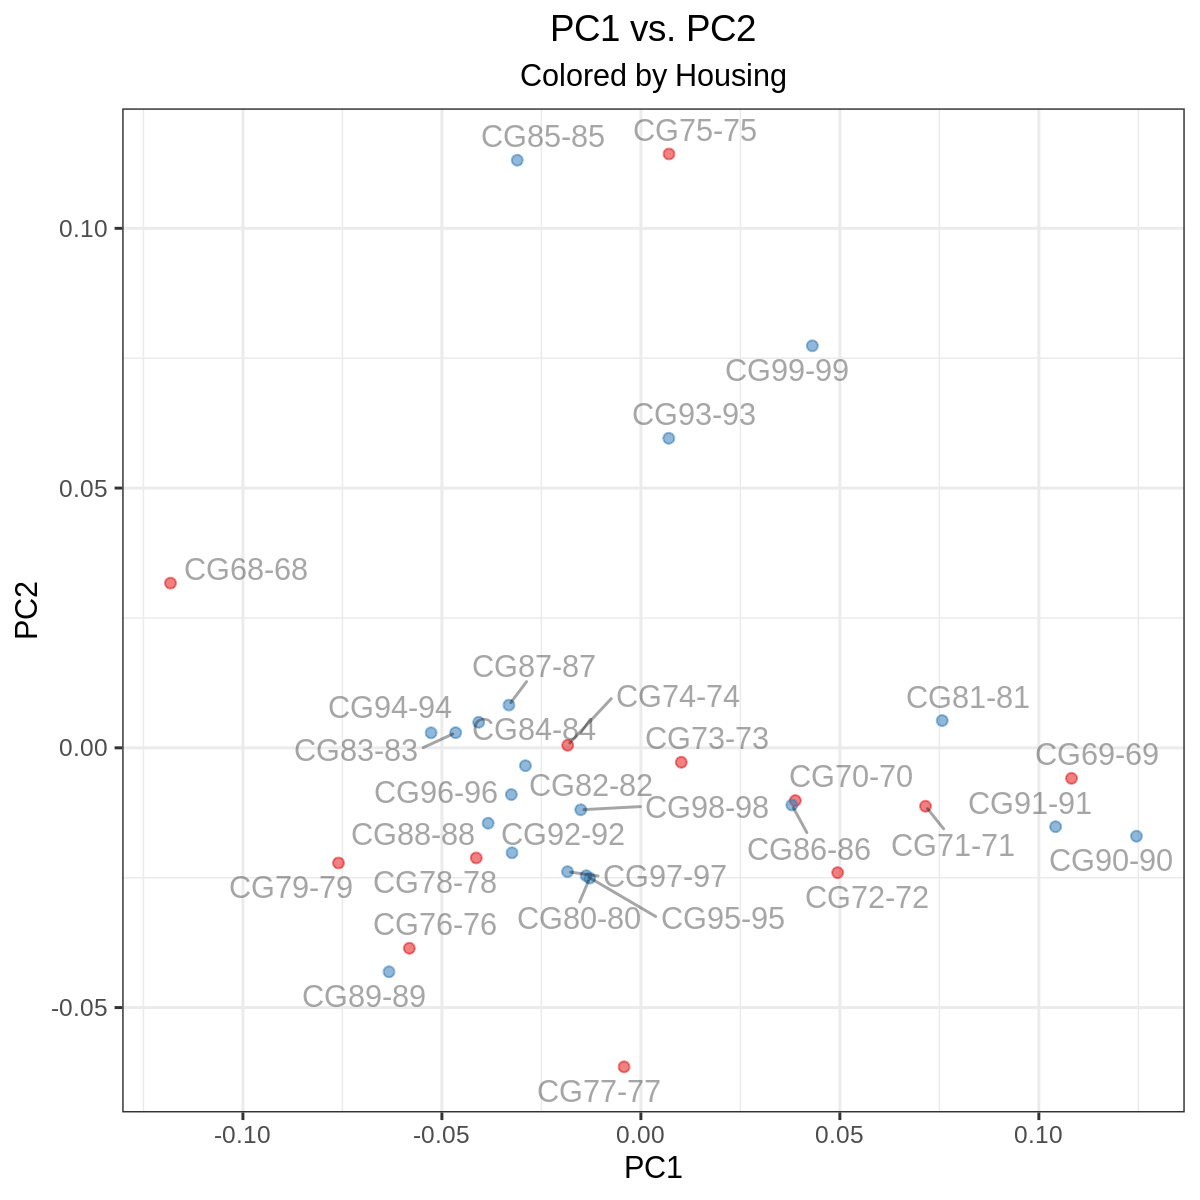 PC1 vs. PC2
Colored by Housing
CG85-85
CG75-75
0.10
CG99-99
CG93-93
0.05
CG68-68
PC2
CG87-87
CG74-74
CG94-94
CG81-81
CG84-84
CG73-73
CG83-83
0.00
CG69-69
CG70-70
CG82-82
CG96-96
CG98-98
CG91-91
CG88-88
CG92-92
CG86-86
CG71-71
CG90-90
CG79-79
CG78-78
CG97-97
CG72-72
CG80-80
CG95-95
CG76-76
CG89-89
-0.05
CG77-77
-0.10
-0.05
0.00
0.05
0.10
PC1